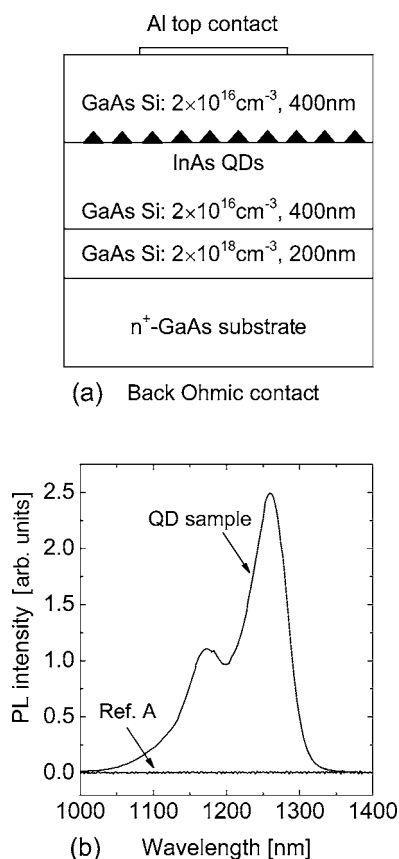 Al top contact
GaAs Si: 2×10¹⁶cm⁻³, 400nm
InAs QDs
GaAs Si: 2×10¹⁶cm⁻³, 400nm
GaAs Si: 2×10¹⁸cm⁻³, 200nm
n⁺-GaAs substrate
(a) Back Ohmic contact
PL intensity [arb. units]
2.5
2.0
1.5
1.0
0.5
0.0
QD sample
Ref. A
1000 1100 1200 1300 1400
(b) Wavelength [nm]